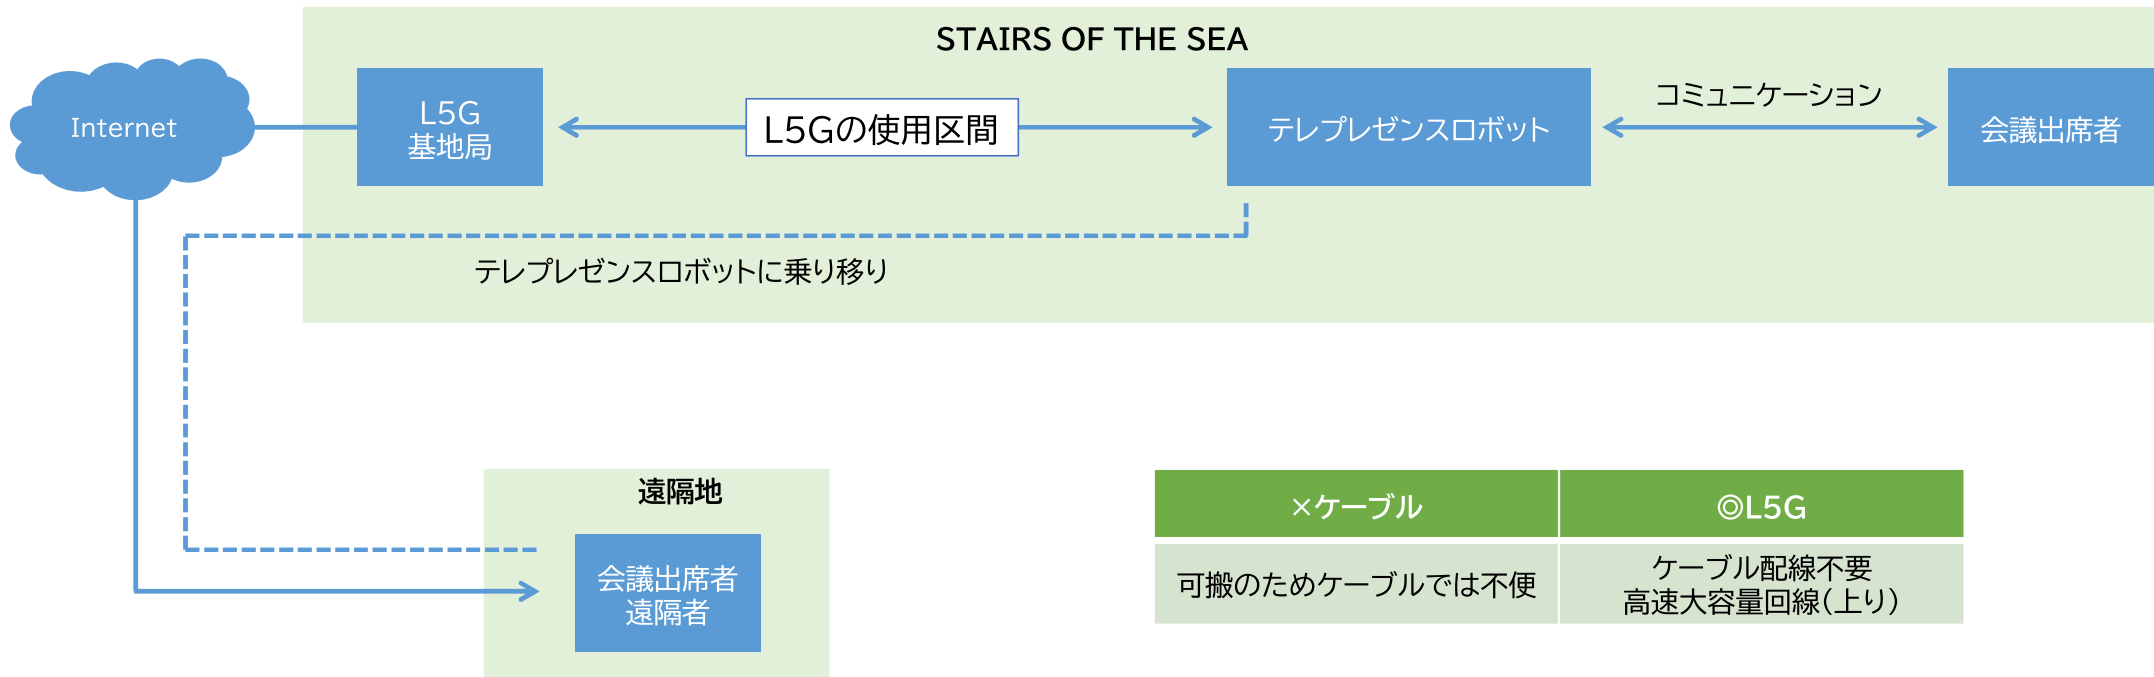 STAIRS OF THE SEA
Internet
L5G
基地局
L5Gの使用区間
テレプレゼンスロボット
コミュニケーション
会議出席者
テレプレゼンスロボットに乗り移り
遠隔地
会議出席者
遠隔者
×ケーブル
◎L5G
可搬のためケーブルでは不便
ケーブル配線不要
高速大容量回線(上り)